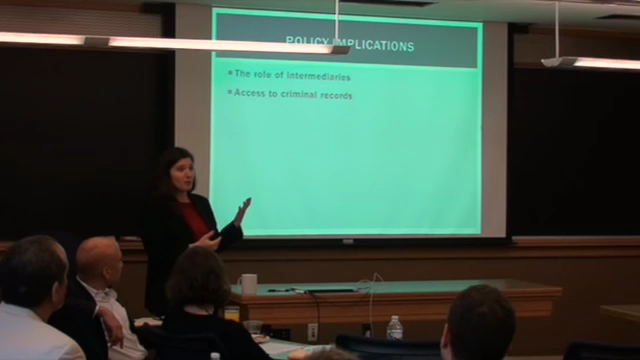 POLICY IMPLICATIONS
The role of intermediaries
Access to criminal records